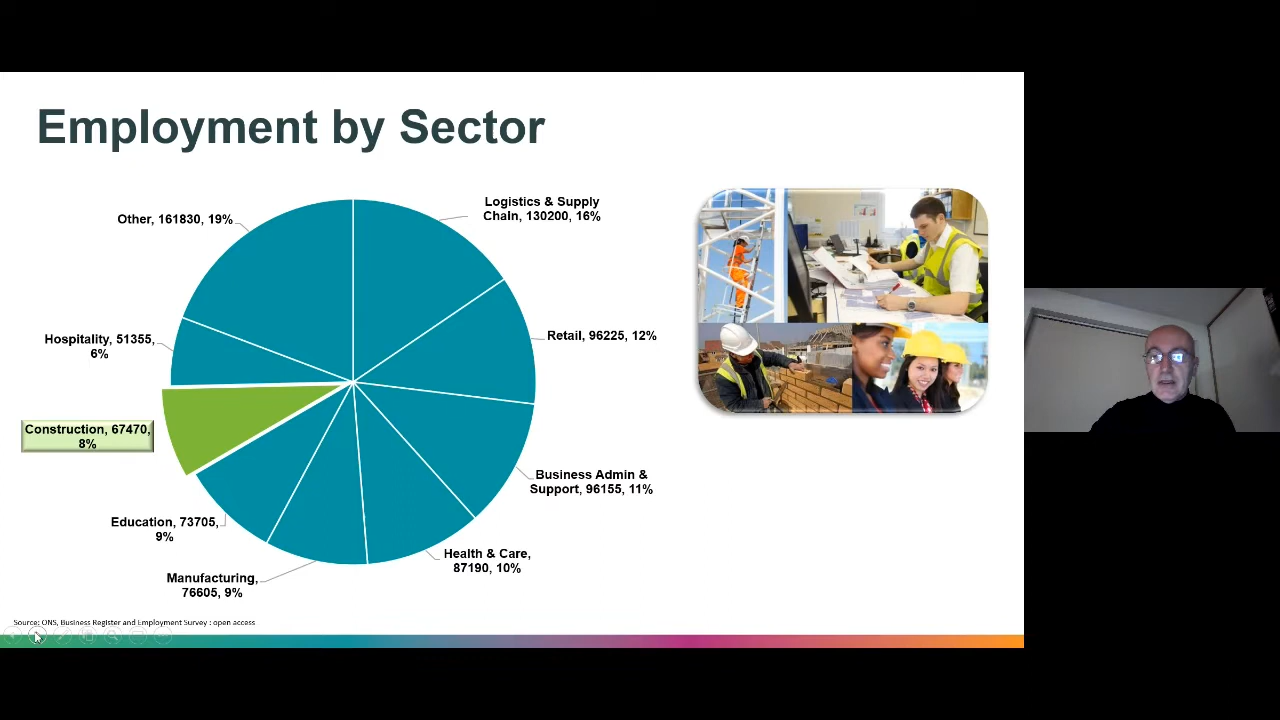 Employment by Sector
Logistics & Supply
Chain, 130200, 16%
Other, 161830, 19%
Retail, 96225, 12%
Hospitality, 51355,
6%
Construction, 67470,
8%
Business Admin &
Support, 96155, 11%
Education, 73705,
9%
Health & Care,
87190, 10%
Manufacturing,
76605, 9%
Source: ONS, Business Register and Employment Survey : open access